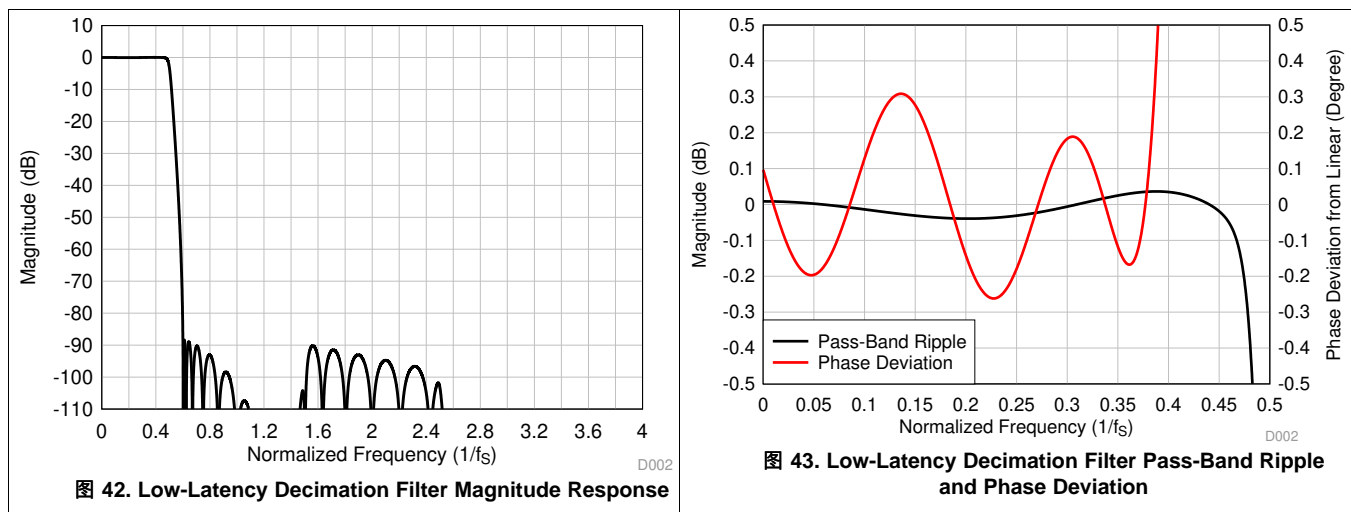 10
0
-10
-20
-30
-40
-50
-60
-70
-80
-90
-100
-110
Magnitude (dB)
0 0.4 0.8 1.2 1.6 2 2.4 2.8 3.2 3.6 4
Normalized Frequency (1/fS)
D002
图 42. Low-Latency Decimation Filter Magnitude Response
0.5
0.4
0.3
0.2
0.1
0
-0.1
-0.2
-0.3
-0.4
-0.5
Magnitude (dB)
Pass-Band Ripple
Phase Deviation
0.5
0.4
0.3
0.2
0.1
0
-0.1
-0.2
-0.3
-0.4
-0.5
Phase Deviation from Linear (Degree)
0 0.05 0.1 0.15 0.2 0.25 0.3 0.35 0.4 0.45 0.5
Normalized Frequency (1/fS)
D002
图 43. Low-Latency Decimation Filter Pass-Band Ripple
and Phase Deviation